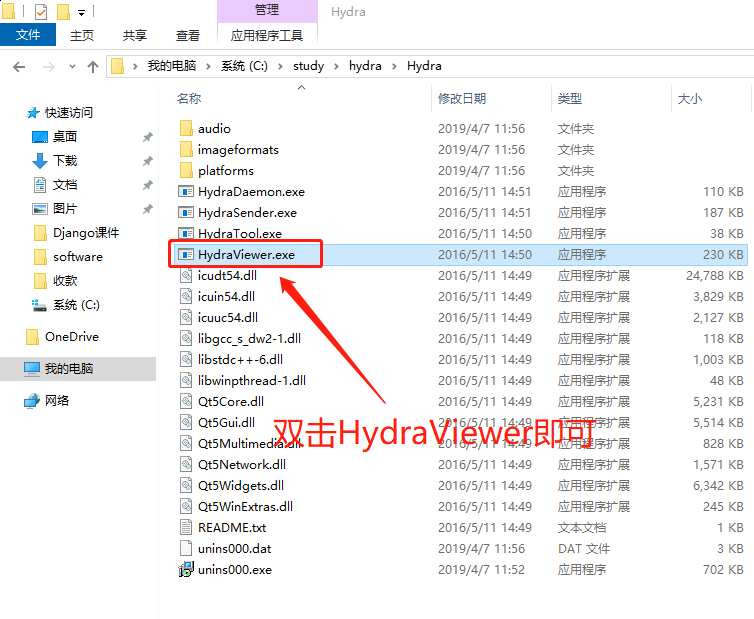 管理
Hydra
文件 主页 共享 查看 应用程序工具
我的电脑 系统 (C:) study hydra Hydra
名称 修改日期 类型 大小
快速访问
桌面
下载
文档
图片
Django课件
software
收款
系统 (C:)
OneDrive
我的电脑
网络
audio 2019/4/7 11:56 文件夹
imageformats 2019/4/7 11:56 文件夹
platforms 2019/4/7 11:56 文件夹
HydraDaemon.exe 2016/5/11 14:51 应用程序 110 KB
HydraSender.exe 2016/5/11 14:51 应用程序 187 KB
HydraTool.exe 2016/5/11 14:50 应用程序 38 KB
HydraViewer.exe 2016/5/11 14:50 应用程序 230 KB
icudt54.dll 2016/5/11 14:49 应用程序扩展 24,788 KB
icuin54.dll 2016/5/11 14:49 应用程序扩展 3,829 KB
icuuc54.dll 2016/5/11 14:49 应用程序扩展 2,127 KB
libgcc_s_dw2-1.dll 2016/5/11 14:49 应用程序扩展 118 KB
libstdc++-6.dll 2016/5/11 14:49 应用程序扩展 1,003 KB
libwinpthread-1.dll 2016/5/11 14:49 应用程序扩展 48 KB
Qt5Core.dll 2016/5/11 14:49 应用程序扩展 5,231 KB
Qt5Gui.dll 2016/5/11 14:49 应用程序扩展 5,514 KB
双击HydraViewer即可
Qt5Multimedia.dll 2016/5/11 14:49 应用程序扩展 828 KB
Qt5Network.dll 2016/5/11 14:49 应用程序扩展 1,571 KB
Qt5Widgets.dll 2016/5/11 14:49 应用程序扩展 6,342 KB
Qt5WinExtras.dll 2016/5/11 14:49 应用程序扩展 245 KB
README.txt 2016/5/11 14:49 文本文档 1 KB
unins000.dat 2019/4/7 11:56 DAT 文件 3 KB
unins000.exe 2019/4/7 11:52 应用程序 702 KB